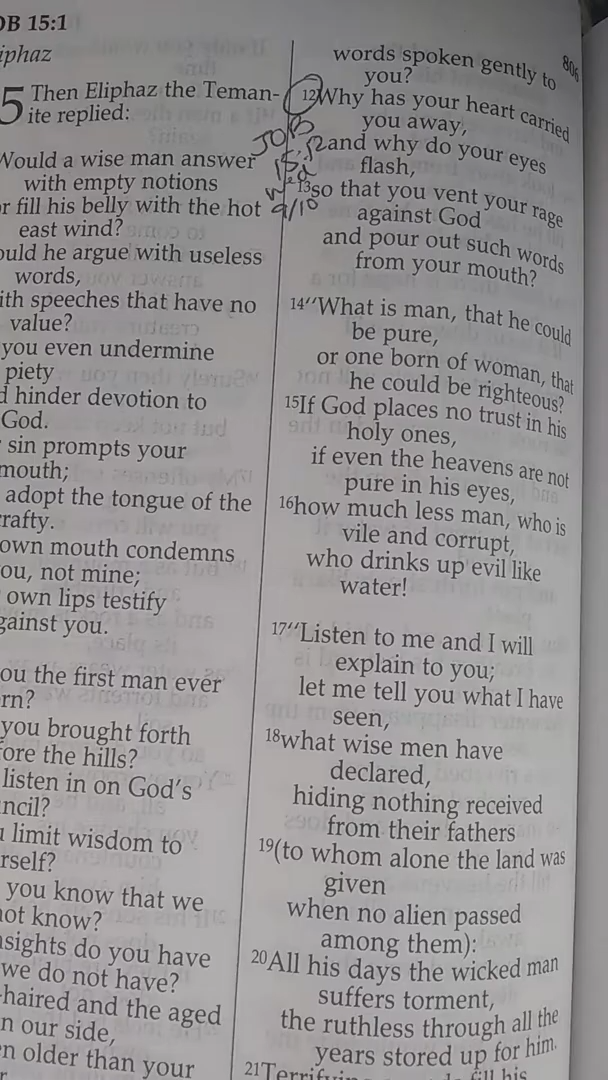 OB 15:1
iphaz
5 Then Eliphaz the Teman-
ite replied:
Would a wise man answer
with empty notions
r fill his belly with the hot
east wind?
ould he argue with useless
words,
ith speeches that have no
value?
you even undermine
piety
d hinder devotion to
God.
sin prompts your
mouth;
adopt the tongue of the
rafty.
own mouth condemns
ou, not mine;
own lips testify
gainst you.
ou the first man ever
rn?
you brought forth
ore the hills?
listen in on God's
ncil?
u limit wisdom to
rself?
you know that we
not know?
nsights do you have
we do not have?
-haired and the aged
n our side,
en older than your
806
words spoken gently to
you?
12Why has your heart carried
you away,
and why do your eyes
flash,
13so that you vent your rage
against God
and pour out such words
from your mouth?
JOB
15:12
9/10
14"What is man, that he could
be pure,
or one born of woman, that
he could be righteous?
15If God places no trust in his
holy ones,
if even the heavens are not
pure in his eyes,
16how much less man, who is
vile and corrupt,
who drinks up evil like
water!
17"Listen to me and I will
explain to you;
let me tell you what I have
seen,
18what wise men have
declared,
hiding nothing received
from their fathers
19(to whom alone the land was
given
when no alien passed
among them):
20All his days the wicked man
suffers torment,
the ruthless through all the
years stored up for him.
21
fill his